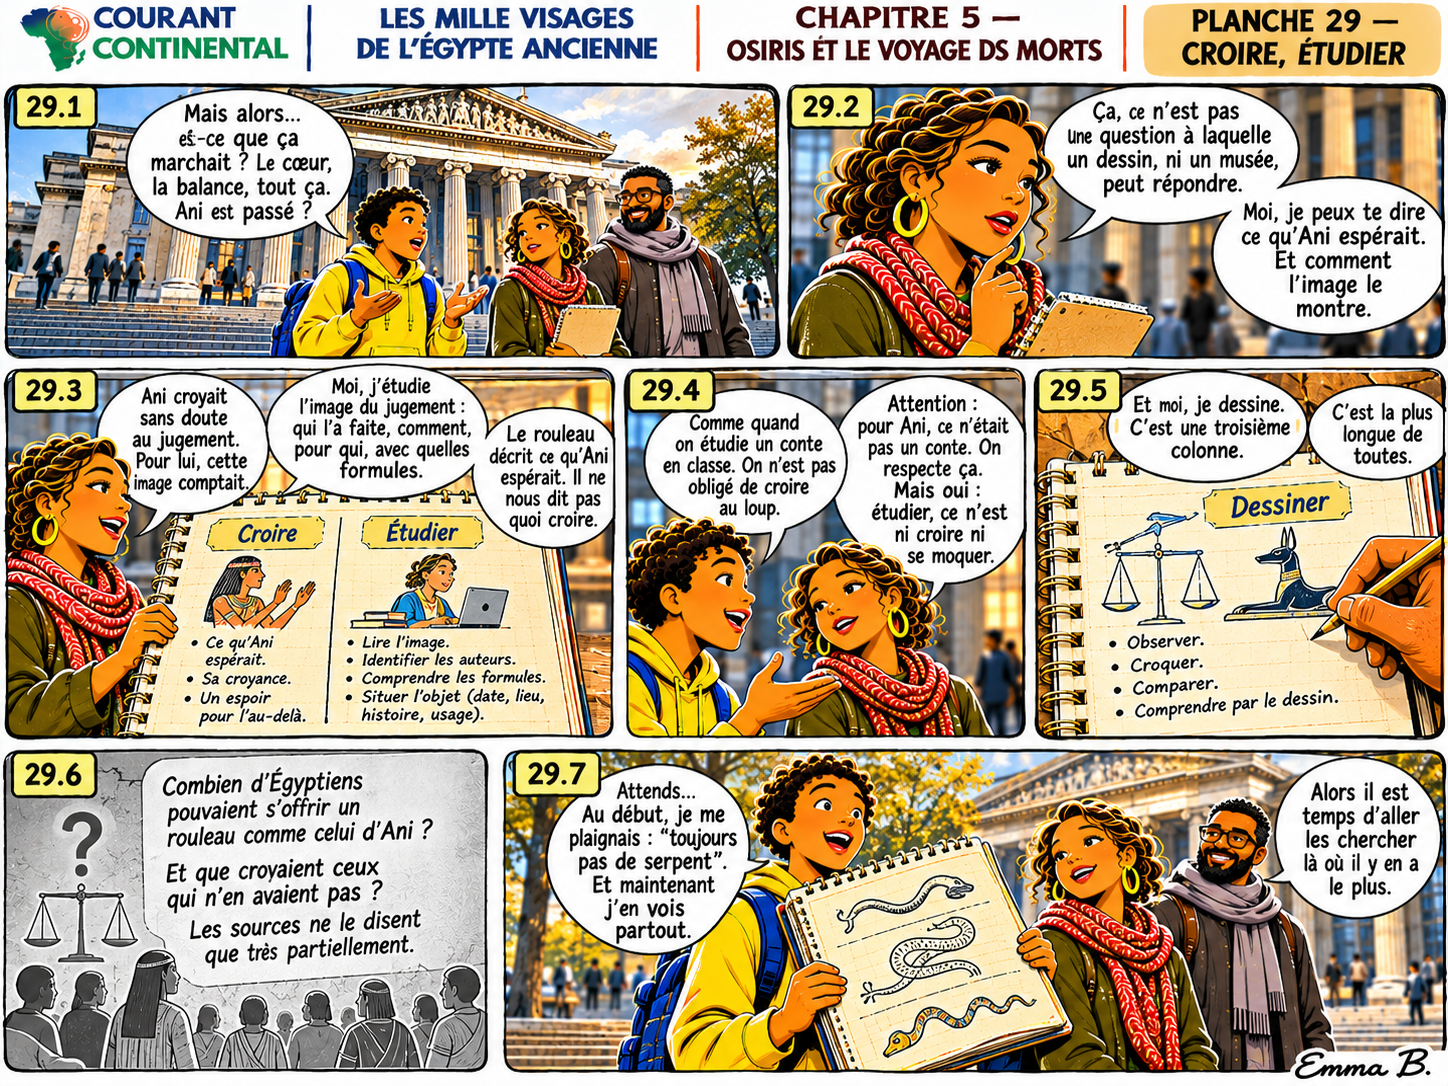 COURANT
CONTINENTAL
LES MILLE VISAGES
DE L'ÉGYPTE ANCIENNE
CHAPITRE 5 —
OSIRIS ÉT LE VOYAGE DS MORTS
PLANCHE 29 —
CROIRE, ÉTUDIER
29.1
Mais alors...
es-ce que ça
marchait ? Le cœur,
la balance, tout ça.
Ani est passé ?
29.2
Ça, ce n'est pas
une question à laquelle
un dessin, ni un musée,
peut répondre.
Moi, je peux te dire
ce qu'Ani espérait.
Et comment
l'image le
montre.
29.3
Ani croyait
sans doute
au jugement.
Pour lui, cette
image comptait.
Moi, j'étudie
l'image du jugement :
qui l'a faite, comment,
pour qui, avec quelles
formules.
Le rouleau
décrit ce qu'Ani
espérait. Il ne
nous dit pas
quoi croire.
Croire
• Ce qu'Ani
espérait.
• Sa croyance.
• Un espoir
pour l'au-delà.
Étudier
• Lire l'image.
• Identifier les auteurs.
• Comprendre les formules.
• Situer l'objet (date, lieu,
histoire, usage).
29.4
Comme quand
on étudie un conte
en classe. On n'est pas
obligé de croire
au loup.
Attention :
pour Ani, ce n'était
pas un conte. On
respecte ça.
Mais oui :
étudier, ce n'est
ni croire ni
se moquer.
29.5
Et moi, je dessine.
C'est une troisième
colonne.
C'est la plus
longue de
toutes.
Dessiner
• Observer.
• Croquer.
• Comparer.
• Comprendre par le dessin.
29.6
?
Combien d'Égyptiens
pouvaient s'offrir un
rouleau comme celui d'Ani ?
Et que croyaient ceux
qui n'en avaient pas ?
Les sources ne le disent
que très partiellement.
29.7
Attends...
Au début, je me
plaignais : "toujours
pas de serpent".
Et maintenant
j'en vois
partout.
Alors il est
temps d'aller
les chercher
là où il y en a
le plus.
Emma B.